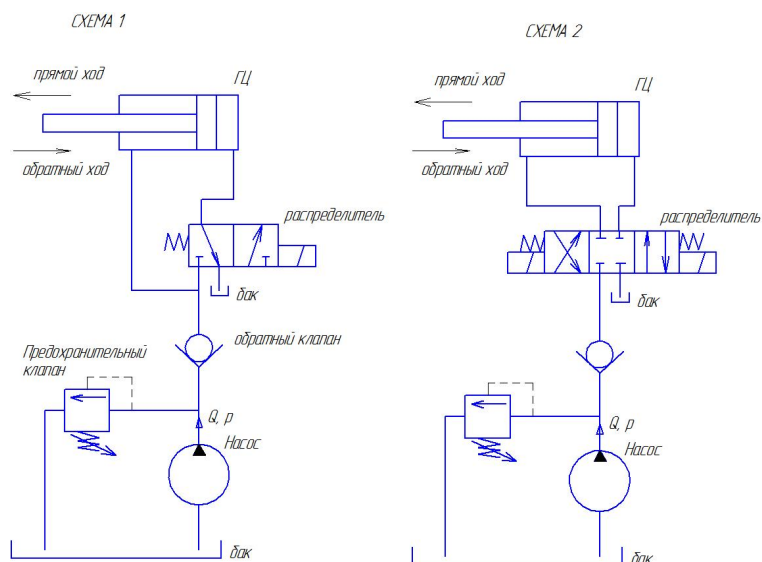 СХЕМА 1
прямой ход
ГЦ
обратный ход
распределитель
бак
обратный клапан
Предохранительный
клапан
Q, р
Насос
бак
СХЕМА 2
прямой ход
ГЦ
обратный ход
распределитель
бак
Q, р
Насос
бак